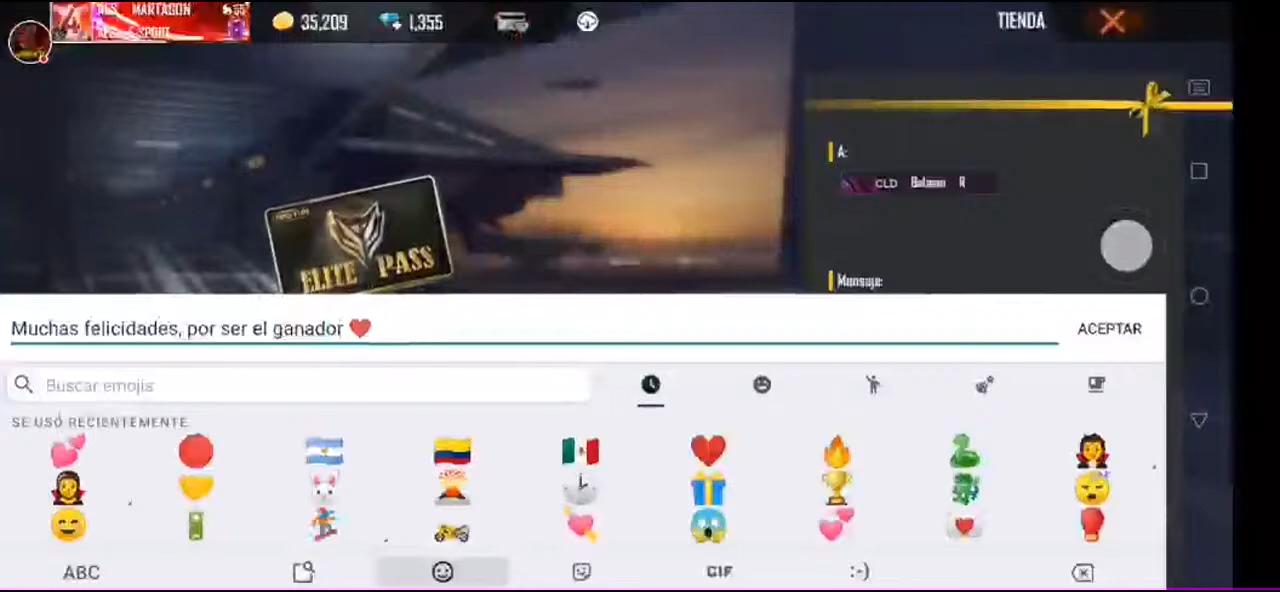 MARTAGON
35,209
1,355
TIENDA
A:
CLD Batman R
Mensaje:
ELITE PASS
Muchas felicidades, por ser el ganador ❤️
ACEPTAR
Buscar emojis
SE USÓ RECIENTEMENTE
ABC
GIF
:-)